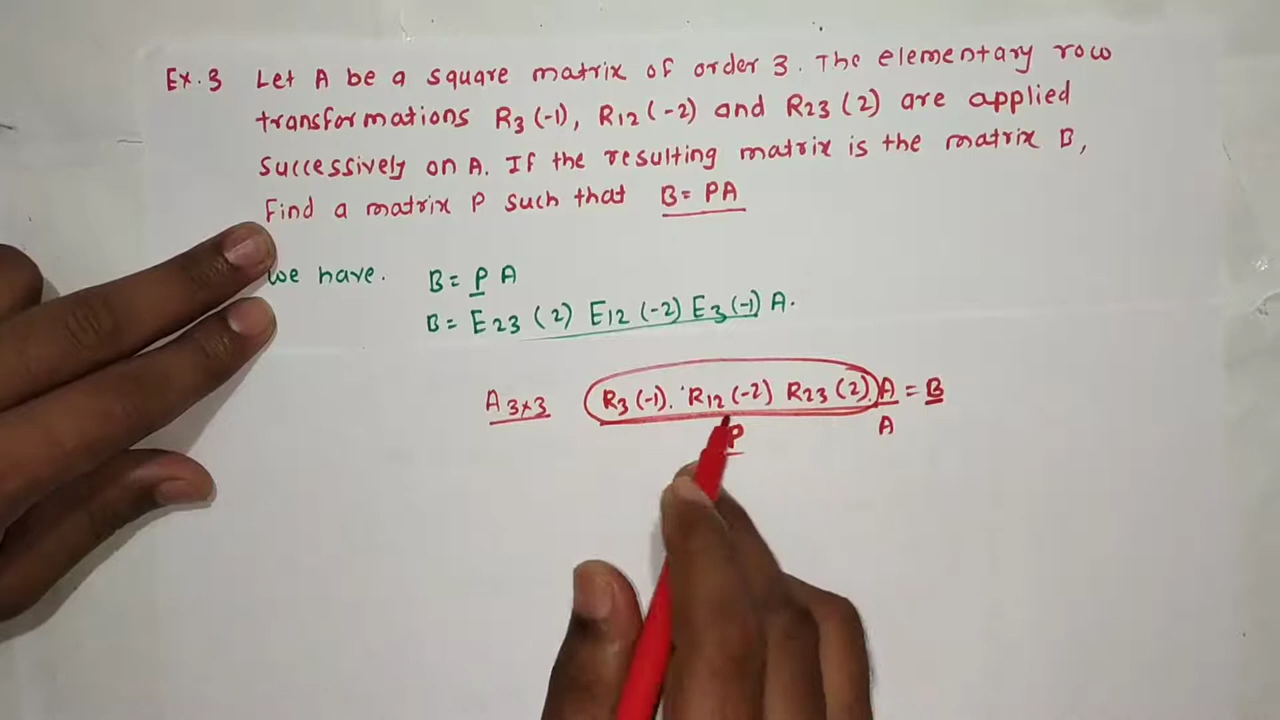 Ex.3 Let A be a square matrix of order 3. The elementary row
transformations R3(-1), R12(-2) and R23(2) are applied
successively on A. If the resulting matrix is the matrix B,
Find a matrix P such that B = PA
We have. B = P A
B = E23 (2) E12 (-2) E3 (-1) A.
A 3×3 R3 (-1). R12 (-2) R23 (2). A = B
P A